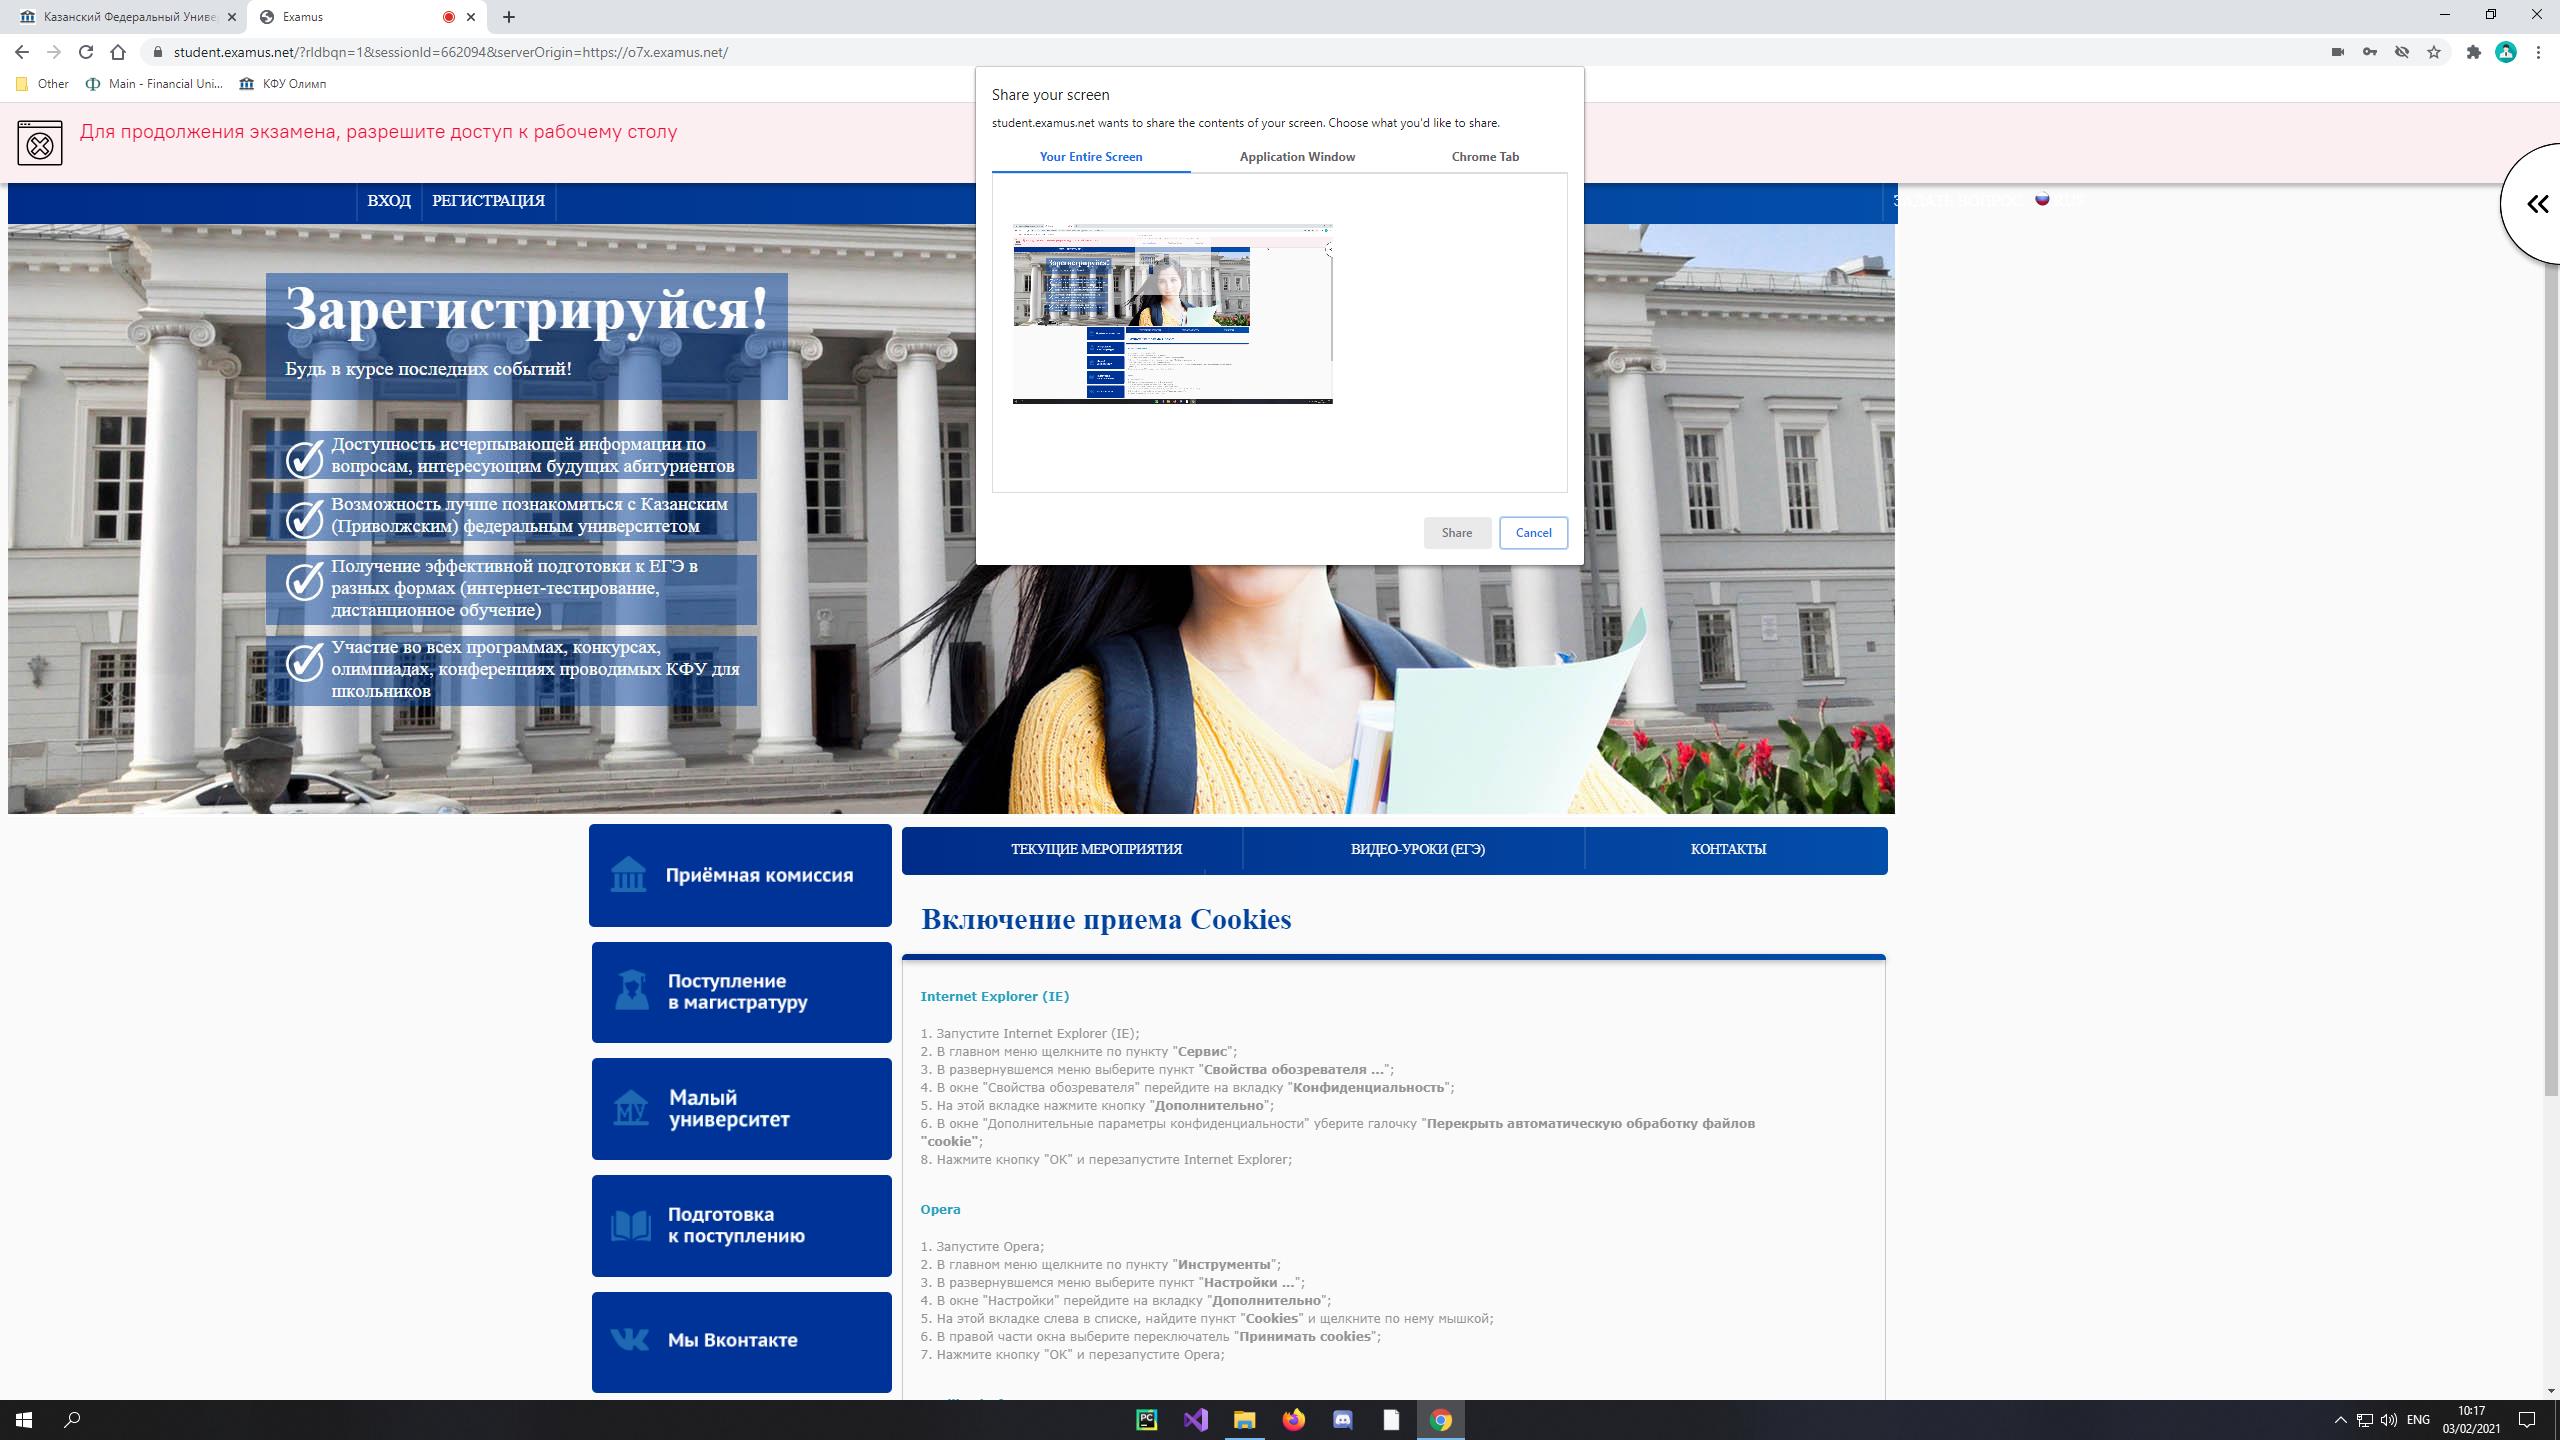 Казанский Федеральный Униве
Examus
student.examus.net/?rldbqn=1&sessionId=662094&serverOrigin=https://o7x.examus.net/
Other
Main - Financial Uni...
КФУ Олимп
Для продолжения экзамена, разрешите доступ к рабочему столу
Share your screen
student.examus.net wants to share the contents of your screen. Choose what you'd like to share.
Your Entire Screen
Application Window
Chrome Tab
Share
Cancel
ВХОД
РЕГИСТРАЦИЯ
Зарегистрируйся!
Будь в курсе последних событий!
Доступность исчерпывающей информации по
вопросам, интересующим будущих абитуриентов
Возможность лучше познакомиться с Казанским
(Приволжским) федеральным университетом
Получение эффективной подготовки к ЕГЭ в
разных формах (интернет-тестирование,
дистанционное обучение)
Участие во всех программах, конкурсах,
олимпиадах, конференциях проводимых КФУ для
школьников
Приёмная комиссия
Поступление
в магистратуру
Малый
университет
Подготовка
к поступлению
Мы Вконтакте
ТЕКУЩИЕ МЕРОПРИЯТИЯ
ВИДЕО-УРОКИ (ЕГЭ)
КОНТАКТЫ
Включение приема Cookies
Internet Explorer (IE)
1. Запустите Internet Explorer (IE);
2. В главном меню щелкните по пункту "Сервис";
3. В развернувшемся меню выберите пункт "Свойства обозревателя ...";
4. В окне "Свойства обозревателя" перейдите на вкладку "Конфиденциальность";
5. На этой вкладке нажмите кнопку "Дополнительно";
6. В окне "Дополнительные параметры конфиденциальности" уберите галочку "Перекрыть автоматическую обработку файлов
"cookie";
8. Нажмите кнопку "OK" и перезапустите Internet Explorer;
Opera
1. Запустите Opera;
2. В главном меню щелкните по пункту "Инструменты";
3. В развернувшемся меню выберите пункт "Настройки ...";
4. В окне "Настройки" перейдите на вкладку "Дополнительно";
5. На этой вкладке слева в списке, найдите пункт "Cookies" и щелкните по нему мышкой;
6. В правой части окна выберите переключатель "Принимать cookies";
7. Нажмите кнопку "OK" и перезапустите Opera;
ENG
10:17
03/02/2021